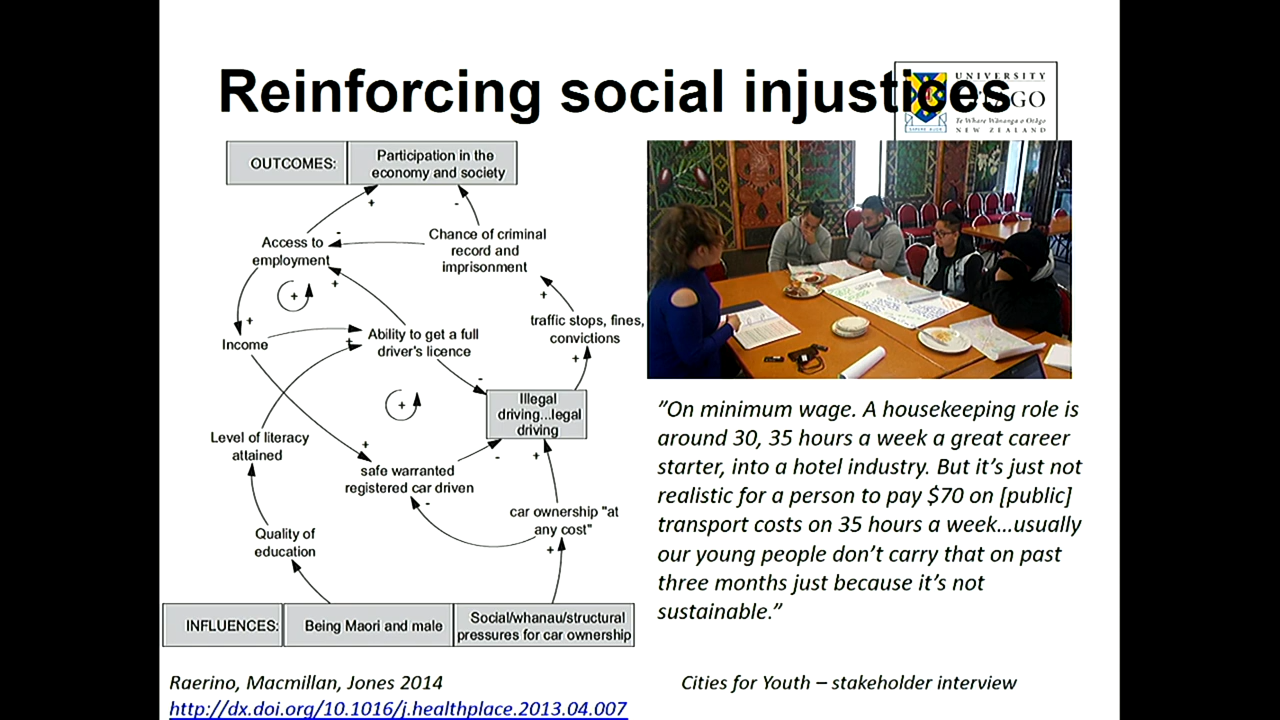 Reinforcing social injustices
UNIVERSITY
Te Whare Wānanga o Otāgo
NEW ZEALAND
OUTCOMES:
Participation in the
economy and society
+
-
Access to
employment
-
Chance of criminal
record and
imprisonment
+
+
+
+
traffic stops, fines,
convictions
Income
+
Ability to get a full
driver's licence
+
+
-
+
Illegal
driving...legal
driving
Level of literacy
attained
+
-
+
safe warranted
registered car driven
-
car ownership "at
any cost"
Quality of
education
+
INFLUENCES:
Being Maori and male
Social/whanau/structural
pressures for car ownership
"On minimum wage. A housekeeping role is
around 30, 35 hours a week a great career
starter, into a hotel industry. But it's just not
realistic for a person to pay $70 on [public]
transport costs on 35 hours a week...usually
our young people don't carry that on past
three months just because it's not
sustainable."
Raerino, Macmillan, Jones 2014
http://dx.doi.org/10.1016/j.healthplace.2013.04.007
Cities for Youth – stakeholder interview